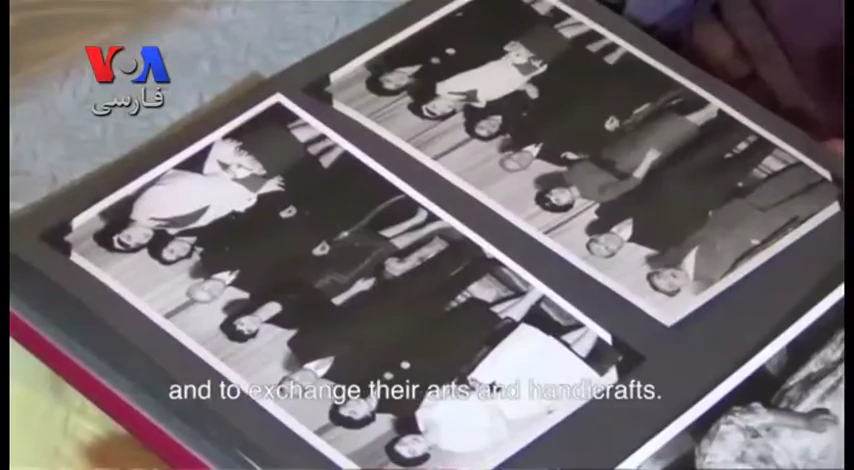 VOA
فارسی
and to exchange their arts and handicrafts.